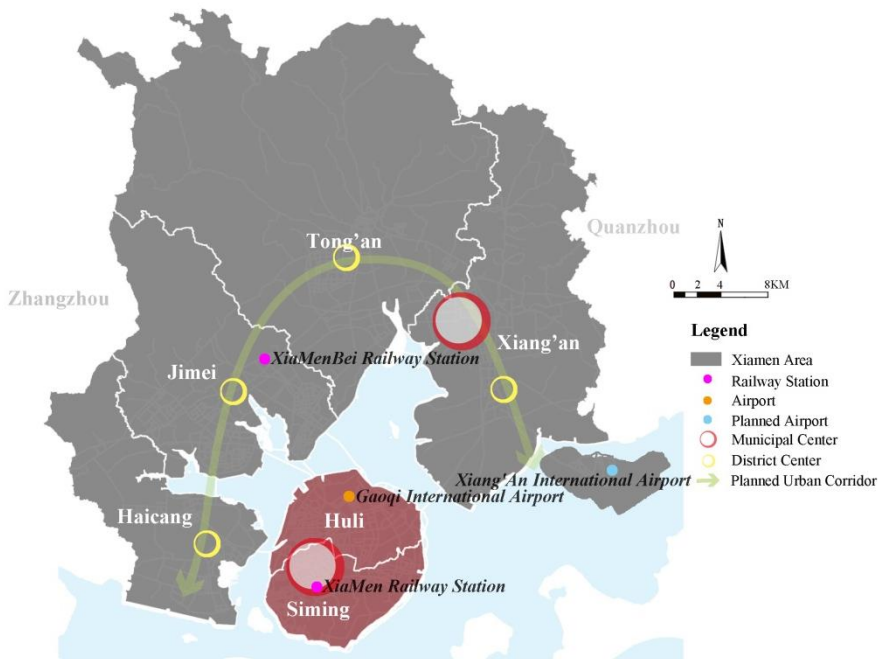 Quanzhou
Tong'an
N
Zhangzhou
0 2 4 8KM
Xiang'an
Legend
XiaMenBei Railway Station
Xiamen Area
Jimei
Railway Station
Airport
Planned Airport
Municipal Center
District Center
Xiang'An International Airport
Planned Urban Corridor
Gaoqi International Airport
Haicang
Huli
XiaMen Railway Station
Siming